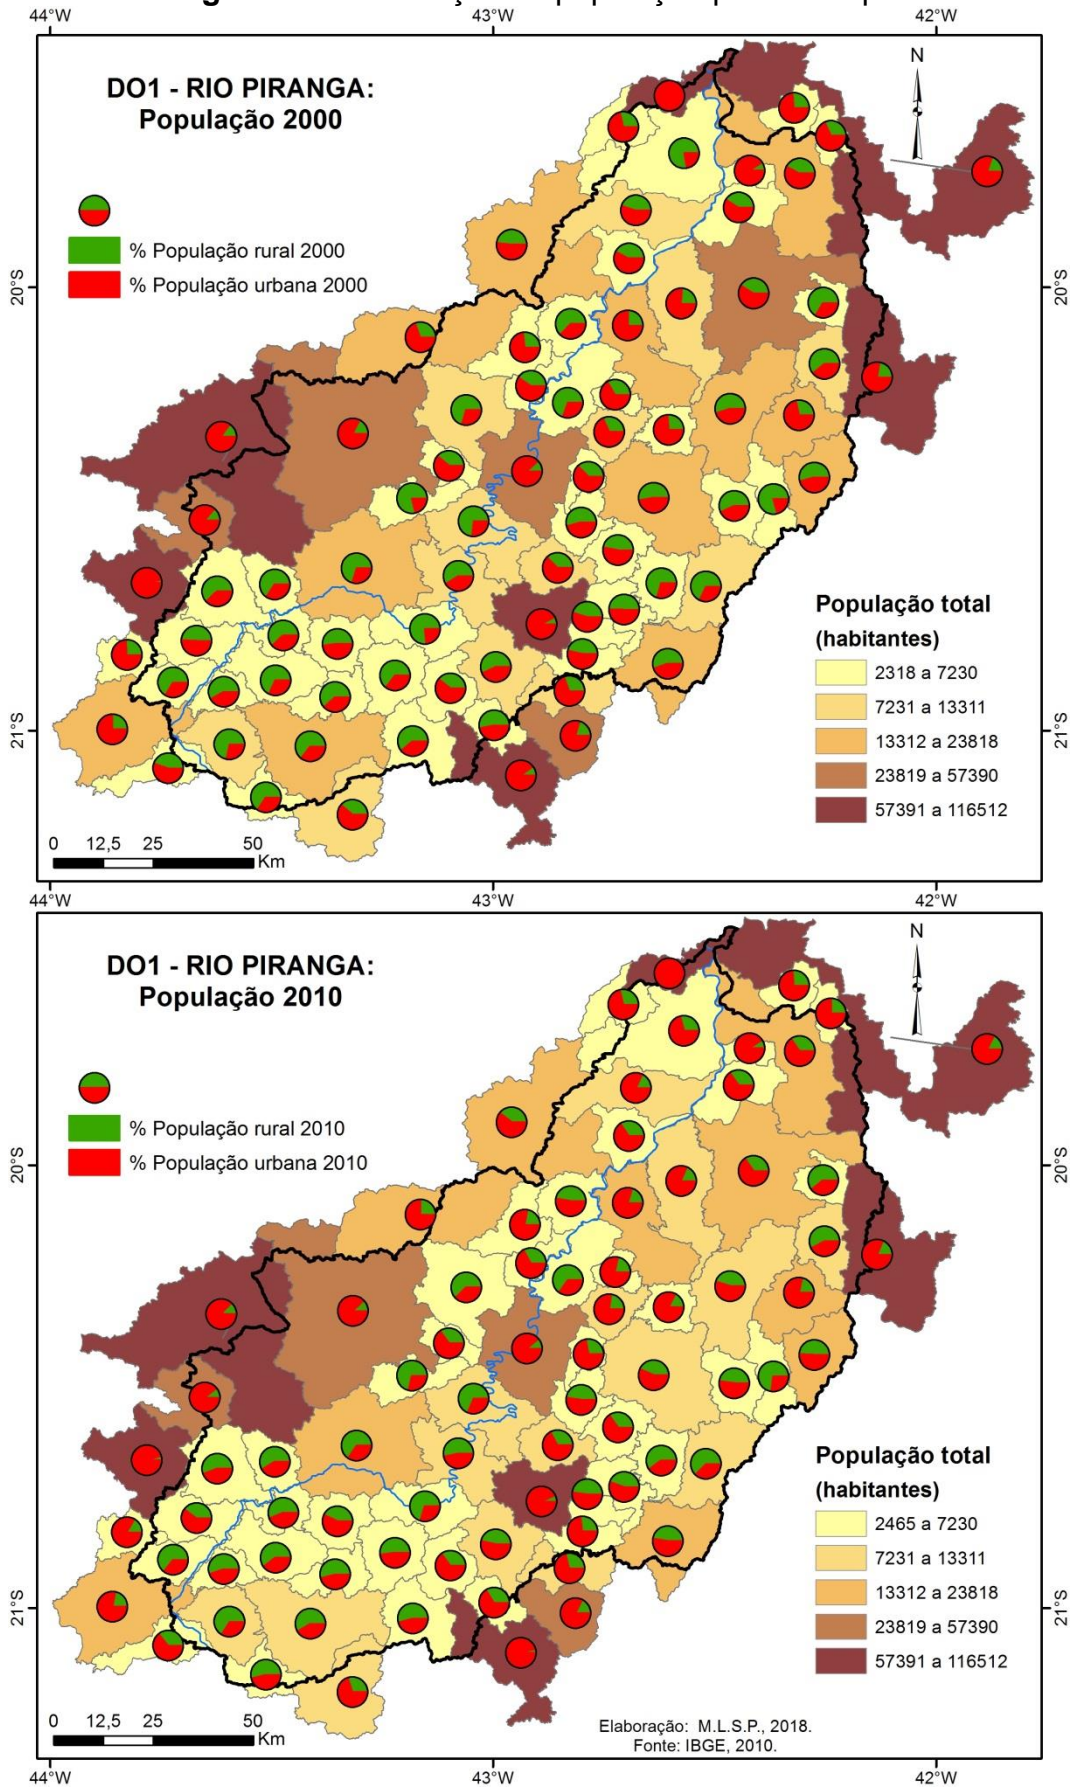 44°W 43°W 42°W
DO1 - RIO PIRANGA:
População 2000
N
% População rural 2000
% População urbana 2000
20°S 20°S
População total
(habitantes)
2318 a 7230
7231 a 13311
13312 a 23818
23819 a 57390
57391 a 116512
21°S 21°S
0 12,5 25 50
Km
44°W 43°W 42°W
DO1 - RIO PIRANGA:
População 2010
N
% População rural 2010
% População urbana 2010
20°S 20°S
População total
(habitantes)
2465 a 7230
7231 a 13311
13312 a 23818
23819 a 57390
57391 a 116512
21°S 21°S
0 12,5 25 50
Km
Elaboração: M.L.S.P., 2018.
Fonte: IBGE, 2010.
44°W 43°W 42°W